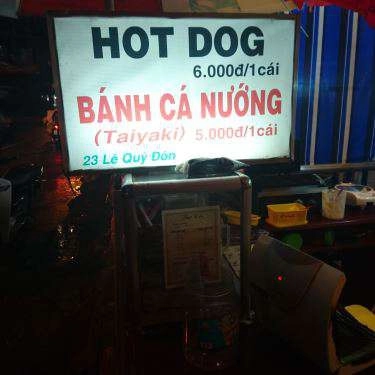 HOT DOG
6.000đ/1cái
BÁNH CÁ NƯỚNG
(Taiyaki) 5.000đ/1cái
23 Lê Quý Đôn